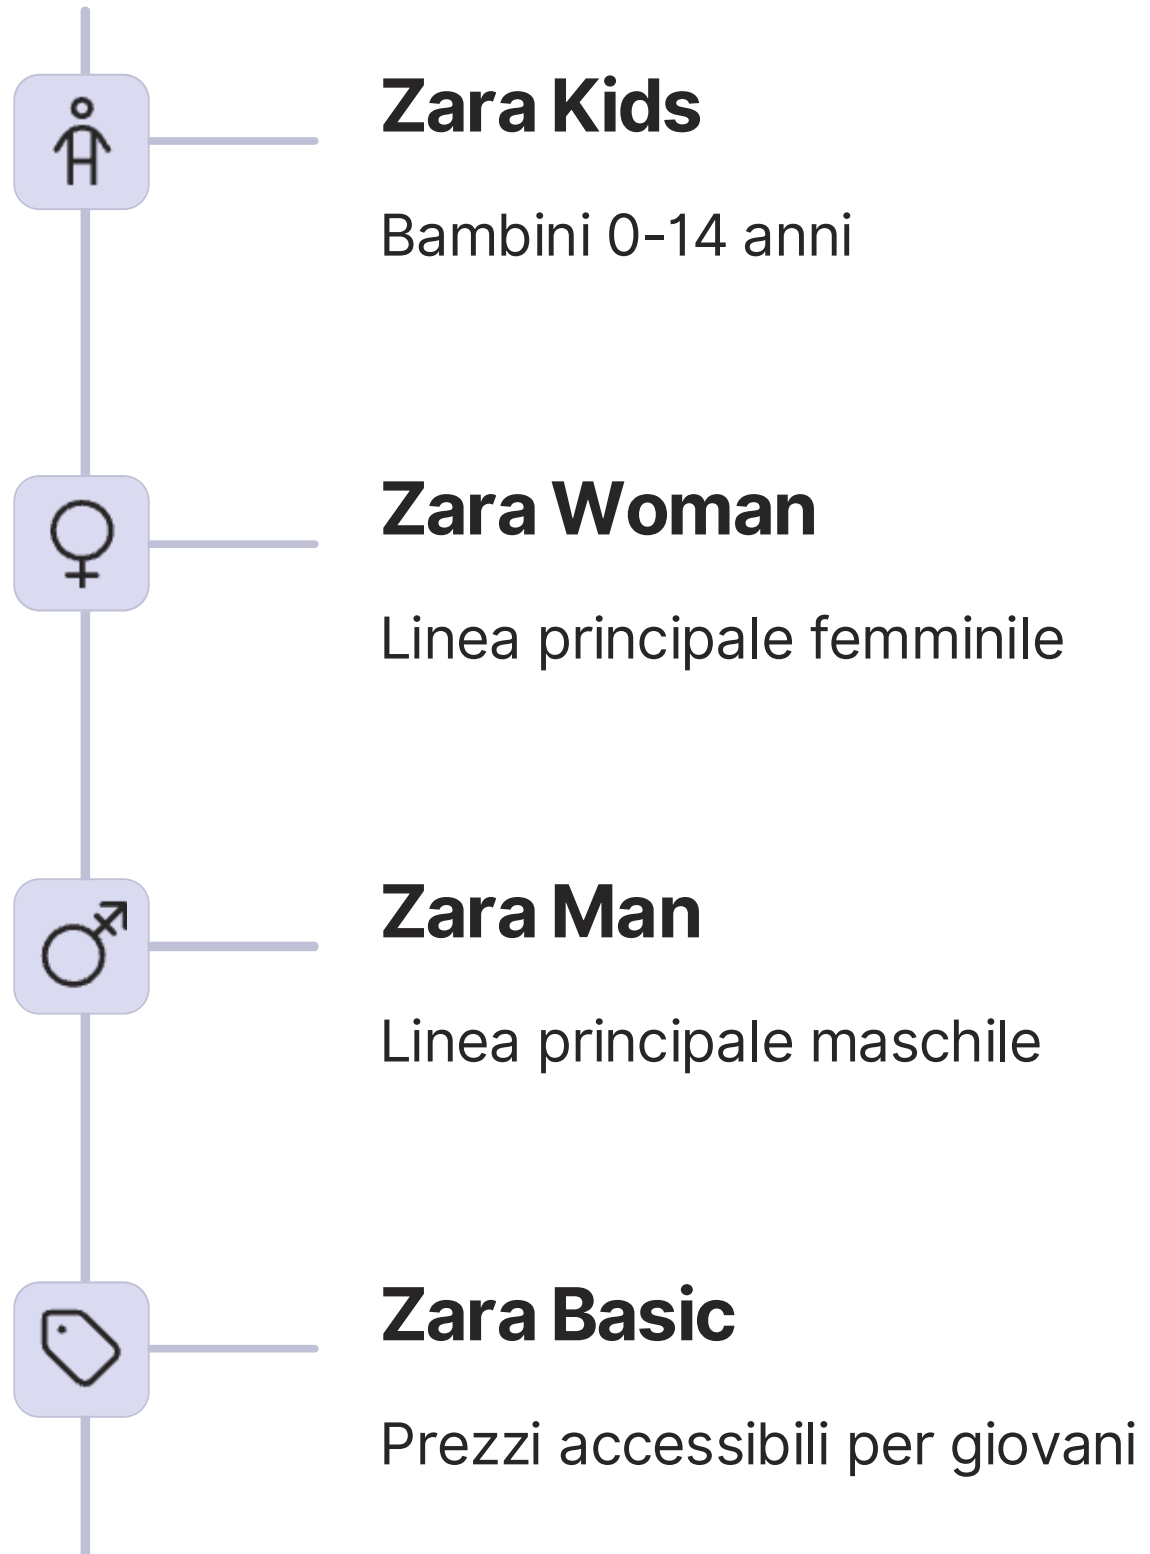 Zara Kids
Bambini 0-14 anni
Zara Woman
Linea principale femminile
Zara Man
Linea principale maschile
Zara Basic
Prezzi accessibili per giovani